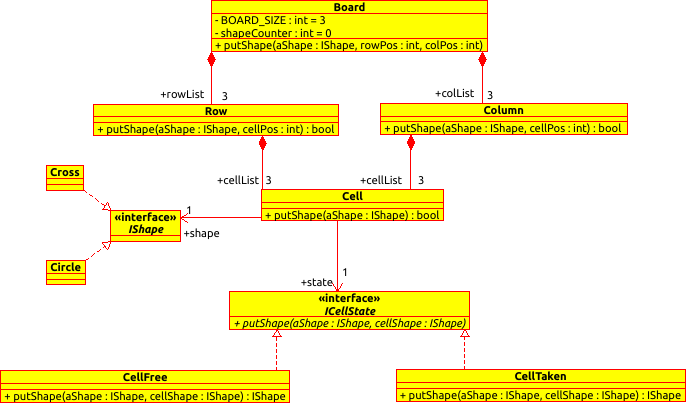 Board
- BOARD_SIZE : int = 3
- shapeCounter : int = 0
+ putShape(aShape : IShape, rowPos : int, colPos : int)
+rowList 3
+colList 3
Row
+ putShape(aShape : IShape, cellPos : int) : bool
Column
+ putShape(aShape : IShape, cellPos : int) : bool
+cellList 3
+cellList 3
Cross
Cell
+ putShape(aShape : IShape) : bool
«interface»
IShape
1
+shape
Circle
+state 1
«interface»
ICellState
+ putShape(aShape : IShape, cellShape : IShape)
CellFree
+ putShape(aShape : IShape, cellShape : IShape) : IShape
CellTaken
+ putShape(aShape : IShape, cellShape : IShape) : IShape